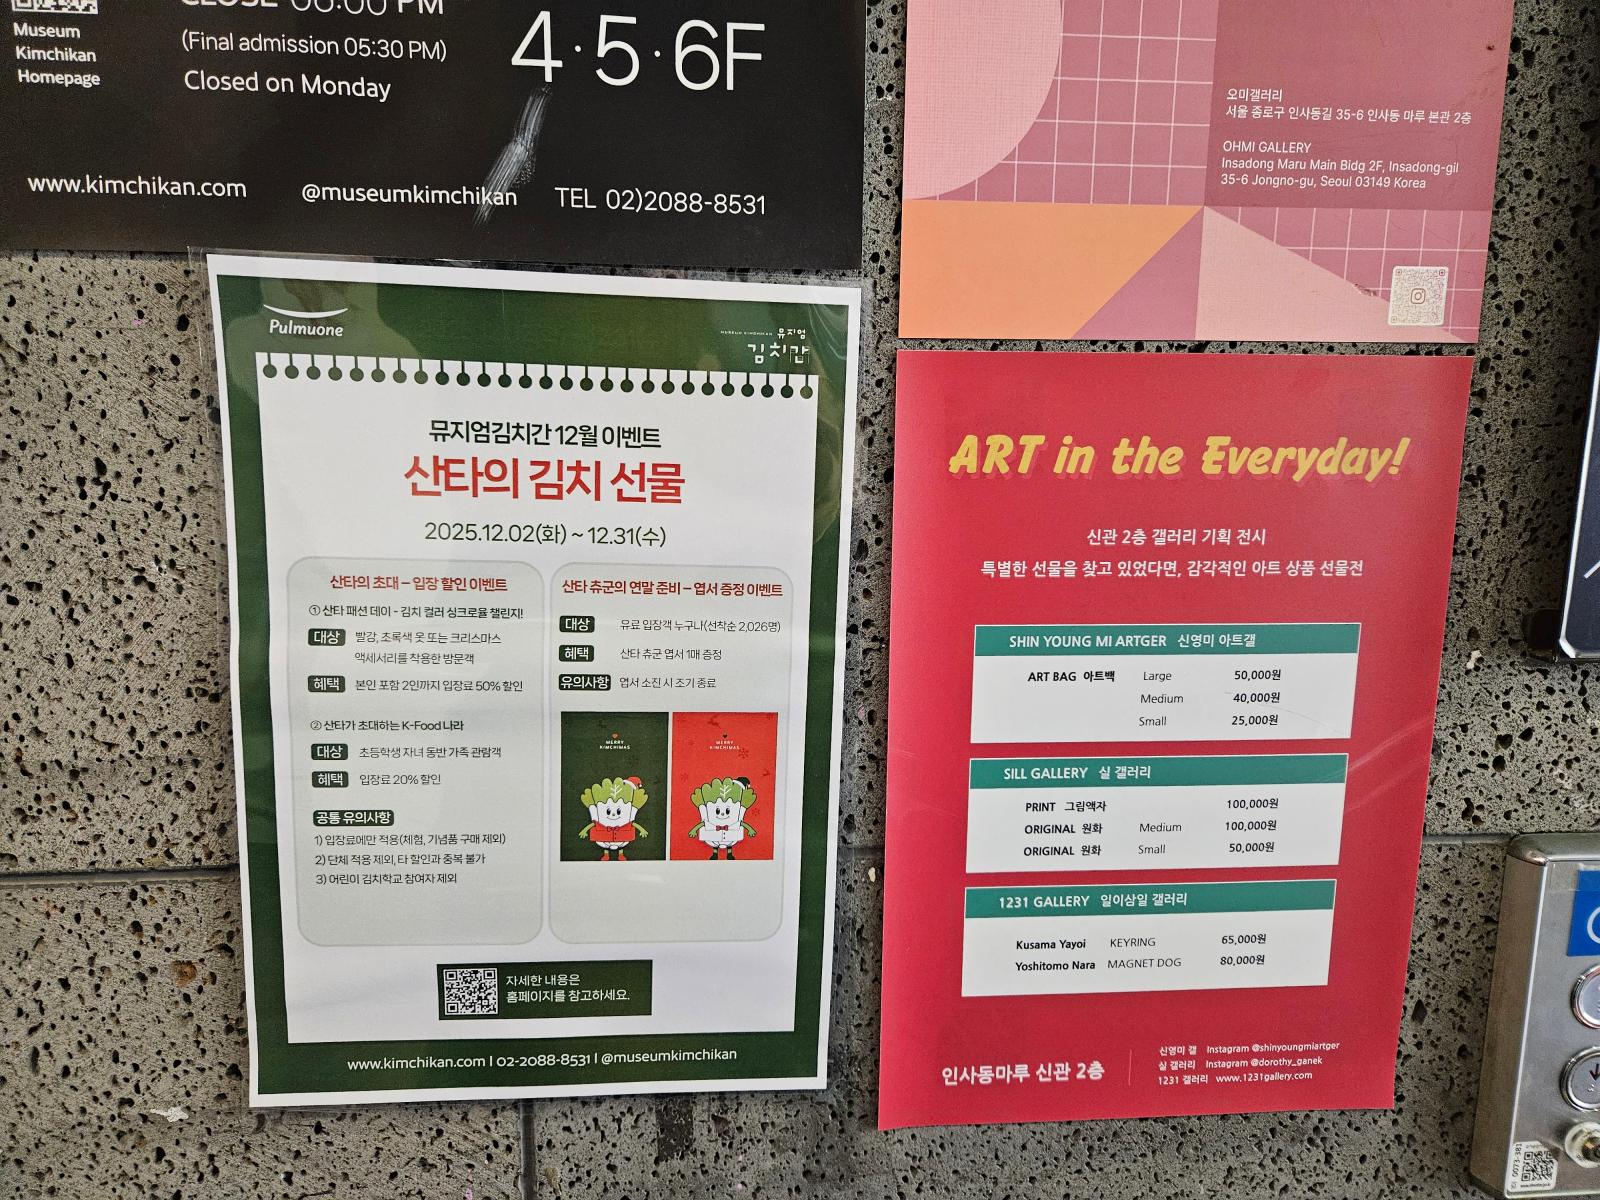 Museum
Kimchikan
Homepage
CLOSE 06:00 PM
(Final admission 05:30 PM)
Closed on Monday
4·5·6F
www.kimchikan.com
@museumkimchikan
TEL 02)2088-8531
오미갤러리
서울 종로구 인사동길 35-6 인사동 마루 본관 2층
OHMI GALLERY
Insadong Maru Main Bidg 2F, Insadong-gil
35-6 Jongno-gu, Seoul 03149 Korea
Pulmuone
MUSEUM KIMCHIKAN 뮤지엄
김치간
뮤지엄김치간 12월 이벤트
산타의 김치 선물
2025.12.02(화) ~ 12.31(수)
산타의 초대 – 입장 할인 이벤트
① 산타 패션 데이 - 김치 컬러 싱크로율 챌린지!
대상 빨강, 초록색 옷 또는 크리스마스
액세서리를 착용한 방문객
혜택 본인 포함 2인까지 입장료 50% 할인
② 산타가 초대하는 K-Food 나라
대상 초등학생 자녀 동반 가족 관람객
혜택 입장료 20% 할인
공통 유의사항
1) 입장료에만 적용(체험, 기념품 구매 제외)
2) 단체 적용 제외, 타 할인과 중복 불가
3) 어린이 김치학교 참여자 제외
산타 츄군의 연말 준비 – 엽서 증정 이벤트
대상 유료 입장객 누구나(선착순 2,026명)
혜택 산타 츄군 엽서 1매 증정
유의사항 엽서 소진 시 조기 종료
MERRY
KIMCHIMAS
MERRY
KIMCHIMAS
자세한 내용은
홈페이지를 참고하세요.
www.kimchikan.com l 02-2088-8531 l @museumkimchikan
ART in the Everyday!
신관 2층 갤러리 기획 전시
특별한 선물을 찾고 있었다면, 감각적인 아트 상품 선물전
SHIN YOUNG MI ARTGER 신영미 아트갤
ART BAG 아트백 Large 50,000원
Medium 40,000원
Small 25,000원
SILL GALLERY 실 갤러리
PRINT 그림액자 100,000원
ORIGINAL 원화 Medium 100,000원
ORIGINAL 원화 Small 50,000원
1231 GALLERY 일이삼일 갤러리
Kusama Yayoi KEYRING 65,000원
Yoshitomo Nara MAGNET DOG 80,000원
인사동마루 신관 2층
신영미 갤 Instagram @shinyoungmiartger
실 갤러리 Instagram @dorothy_ganek
1231 갤러리 www.1231gallery.com